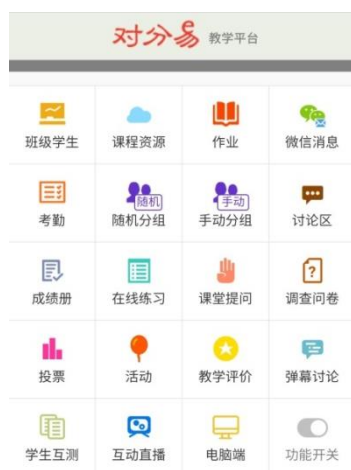 对分易 教学平台
班级学生 课程资源 作业 微信消息
随机 手动
考勤 随机分组 手动分组 讨论区
?
成绩册 在线练习 课堂提问 调查问卷
投票 活动 教学评价 弹幕讨论
学生互测 互动直播 电脑端 功能开关